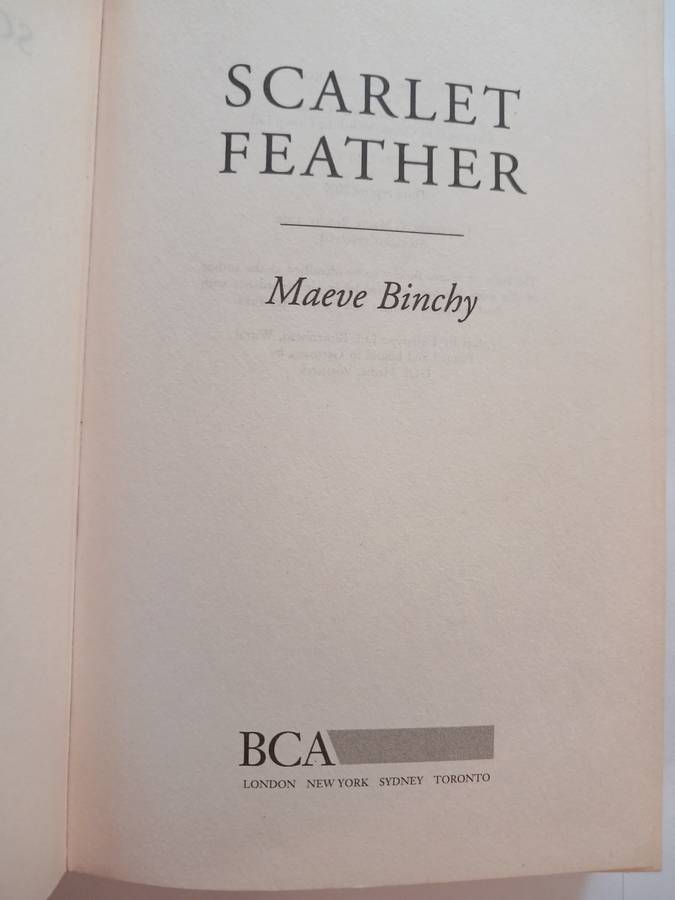 SCARLET
FEATHER
Maeve Binchy
BCA
LONDON NEW YORK SYDNEY TORONTO